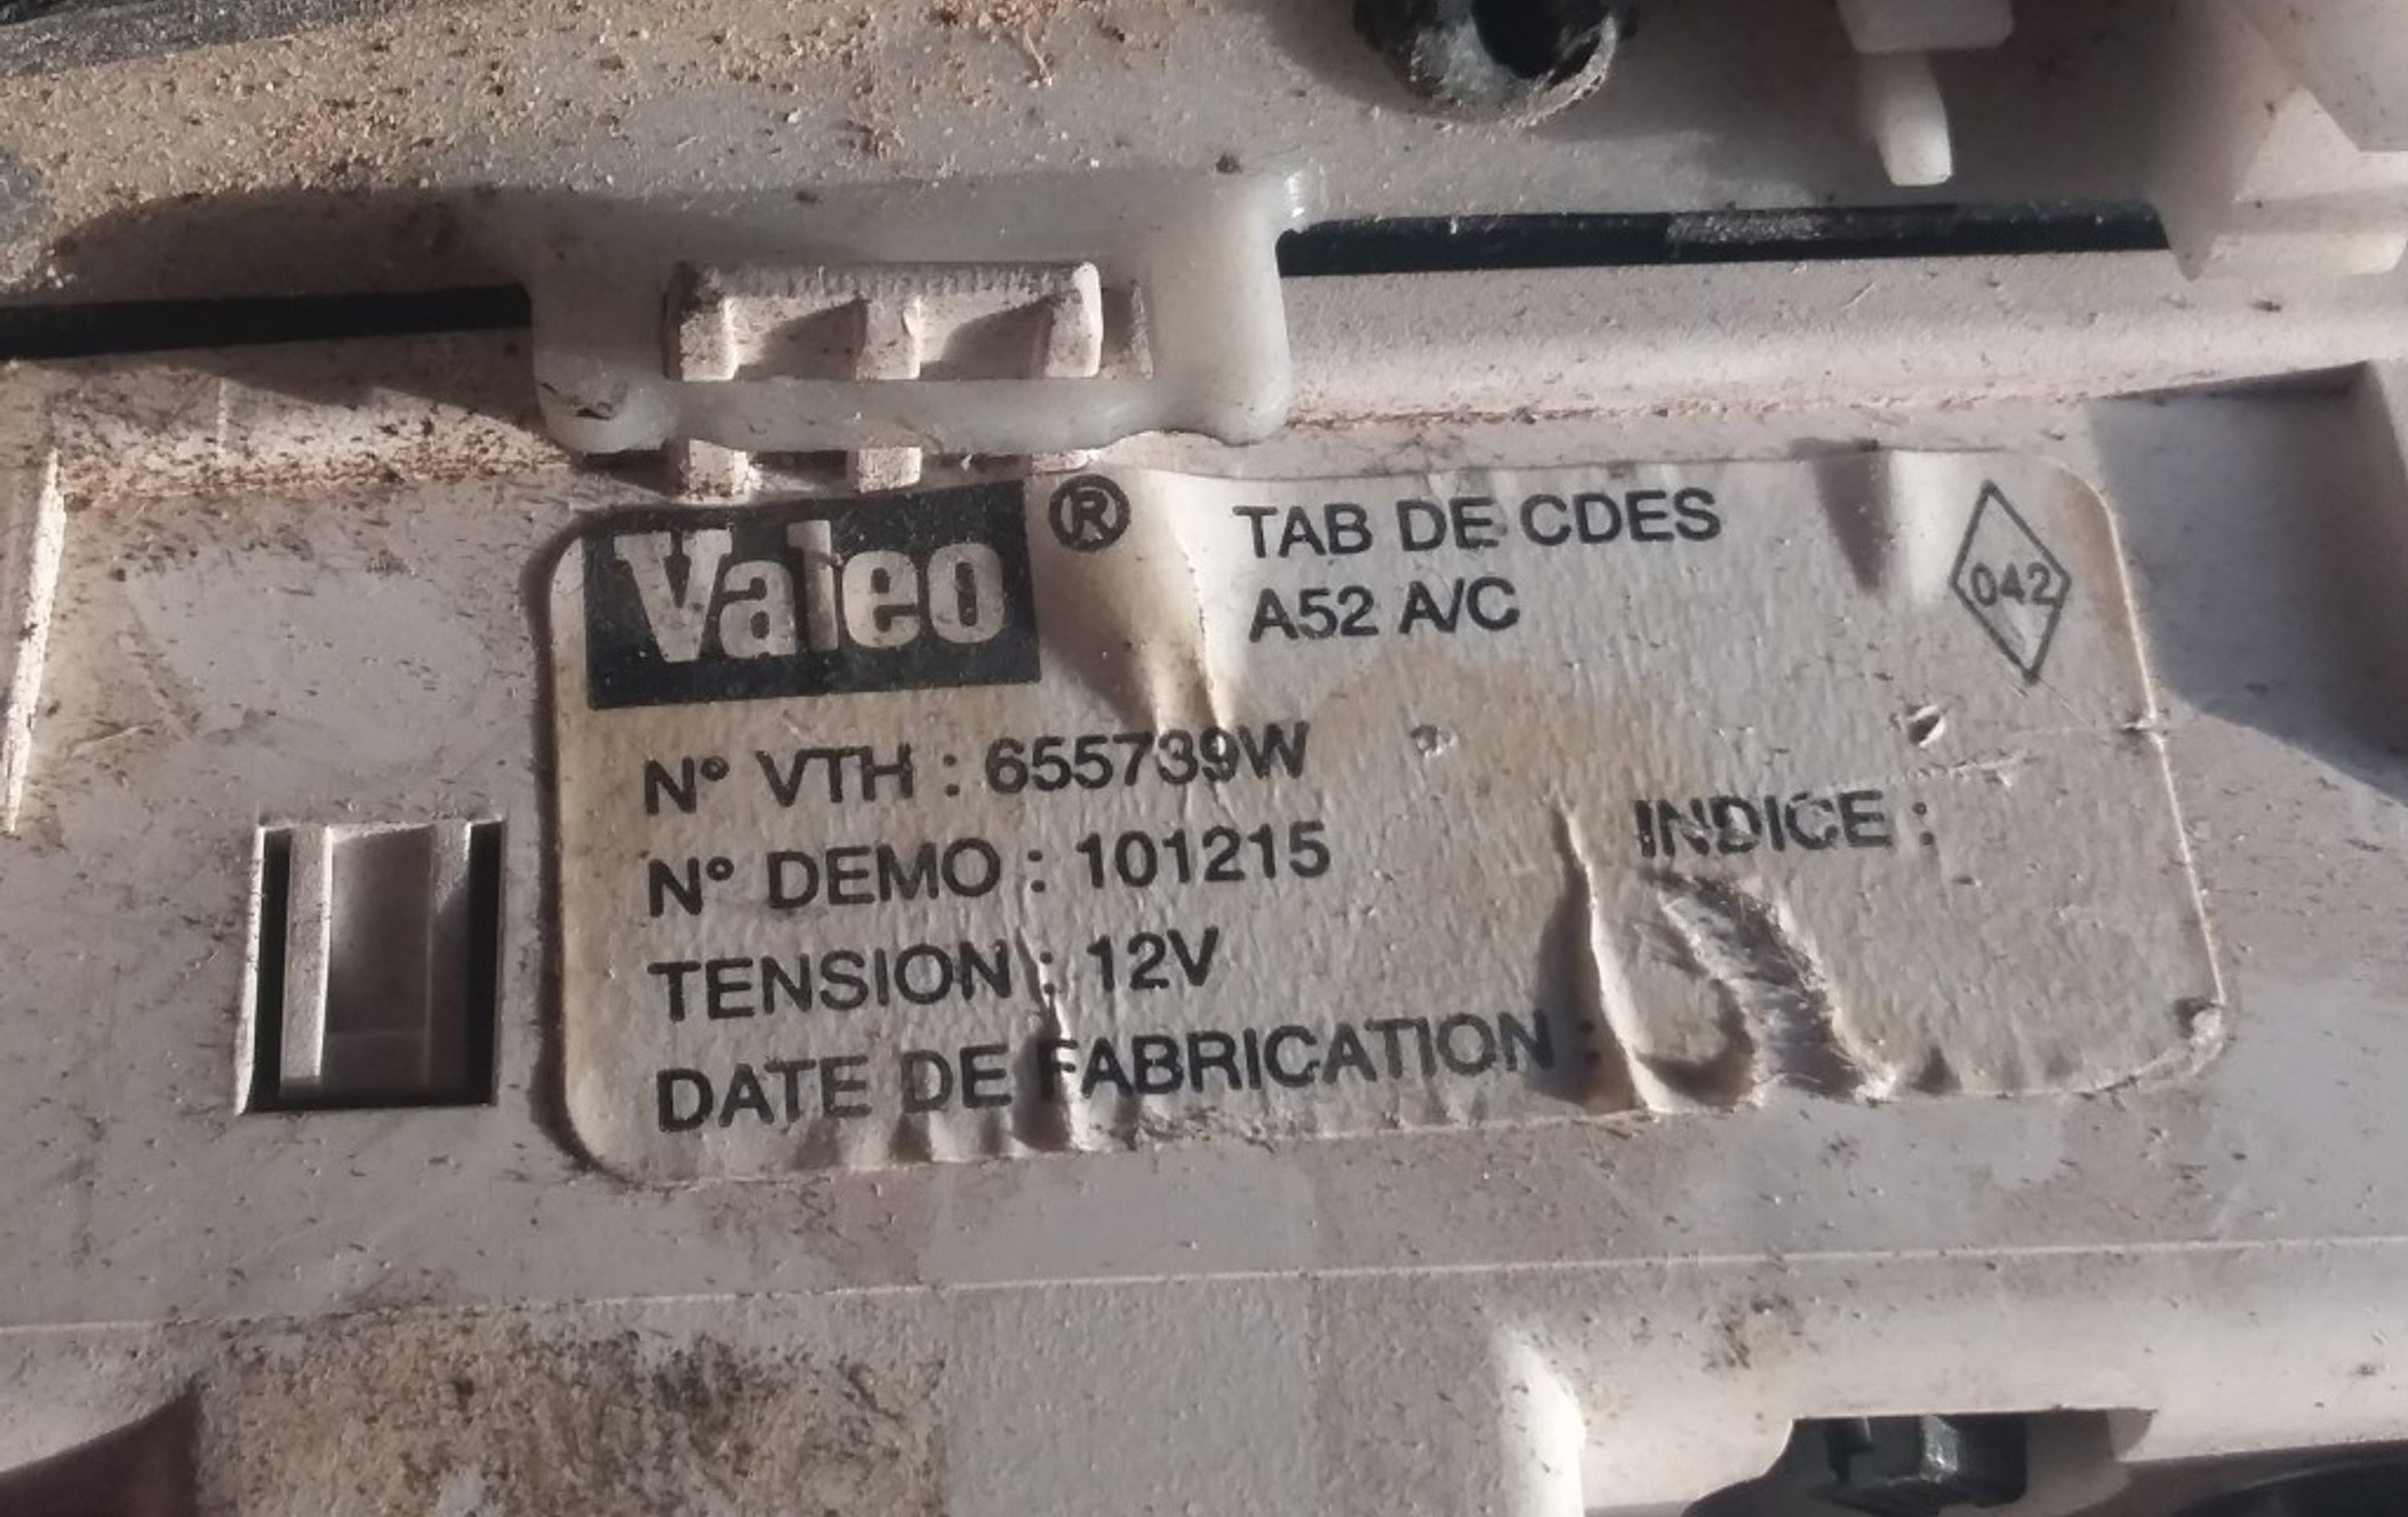 Valeo ®
TAB DE CDES
A52 A/C
042
N° VTH : 655739W
N° DEMO : 101215
INDICE :
TENSION : 12V
DATE DE FABRICATION :